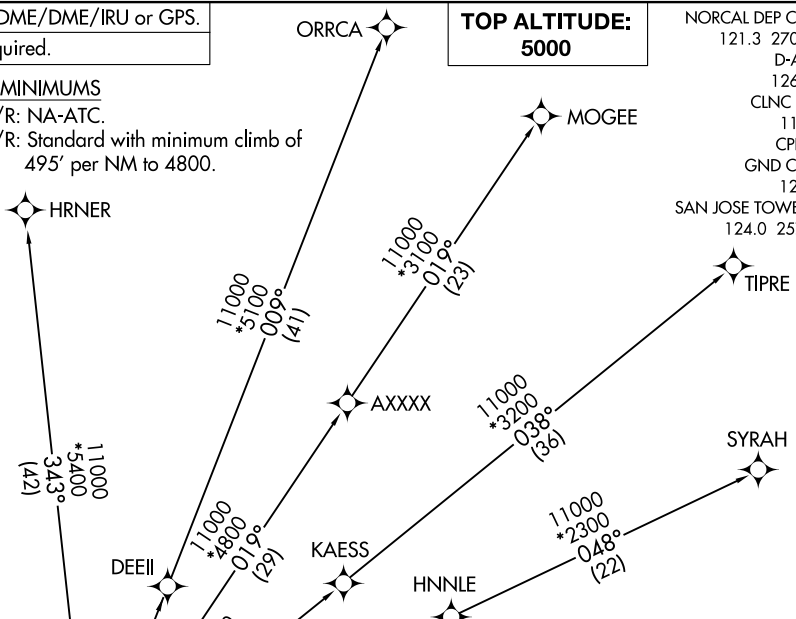 DME/DME/IRU or GPS.
TOP ALTITUDE:
5000
ORRCA
MOGEE
MINIMUMS
/R: NA-ATC.
/R: Standard with minimum climb of
495' per NM to 4800.
NORCAL DEP
121.3 270
D-A
126
CLNC
11
GND C
12
SAN JOSE TOWE
124.0 25
HRNER
TIPRE
11000
*5100
009°
(41)
11000
*3100
019°
(23)
AXXXX
11000
*3200
038°
(36)
SYRAH
11000
*5400
343°
(42)
11000
*4800
019°
(29)
11000
*2300
048°
(22)
DEEII
KAESS
HNNLE